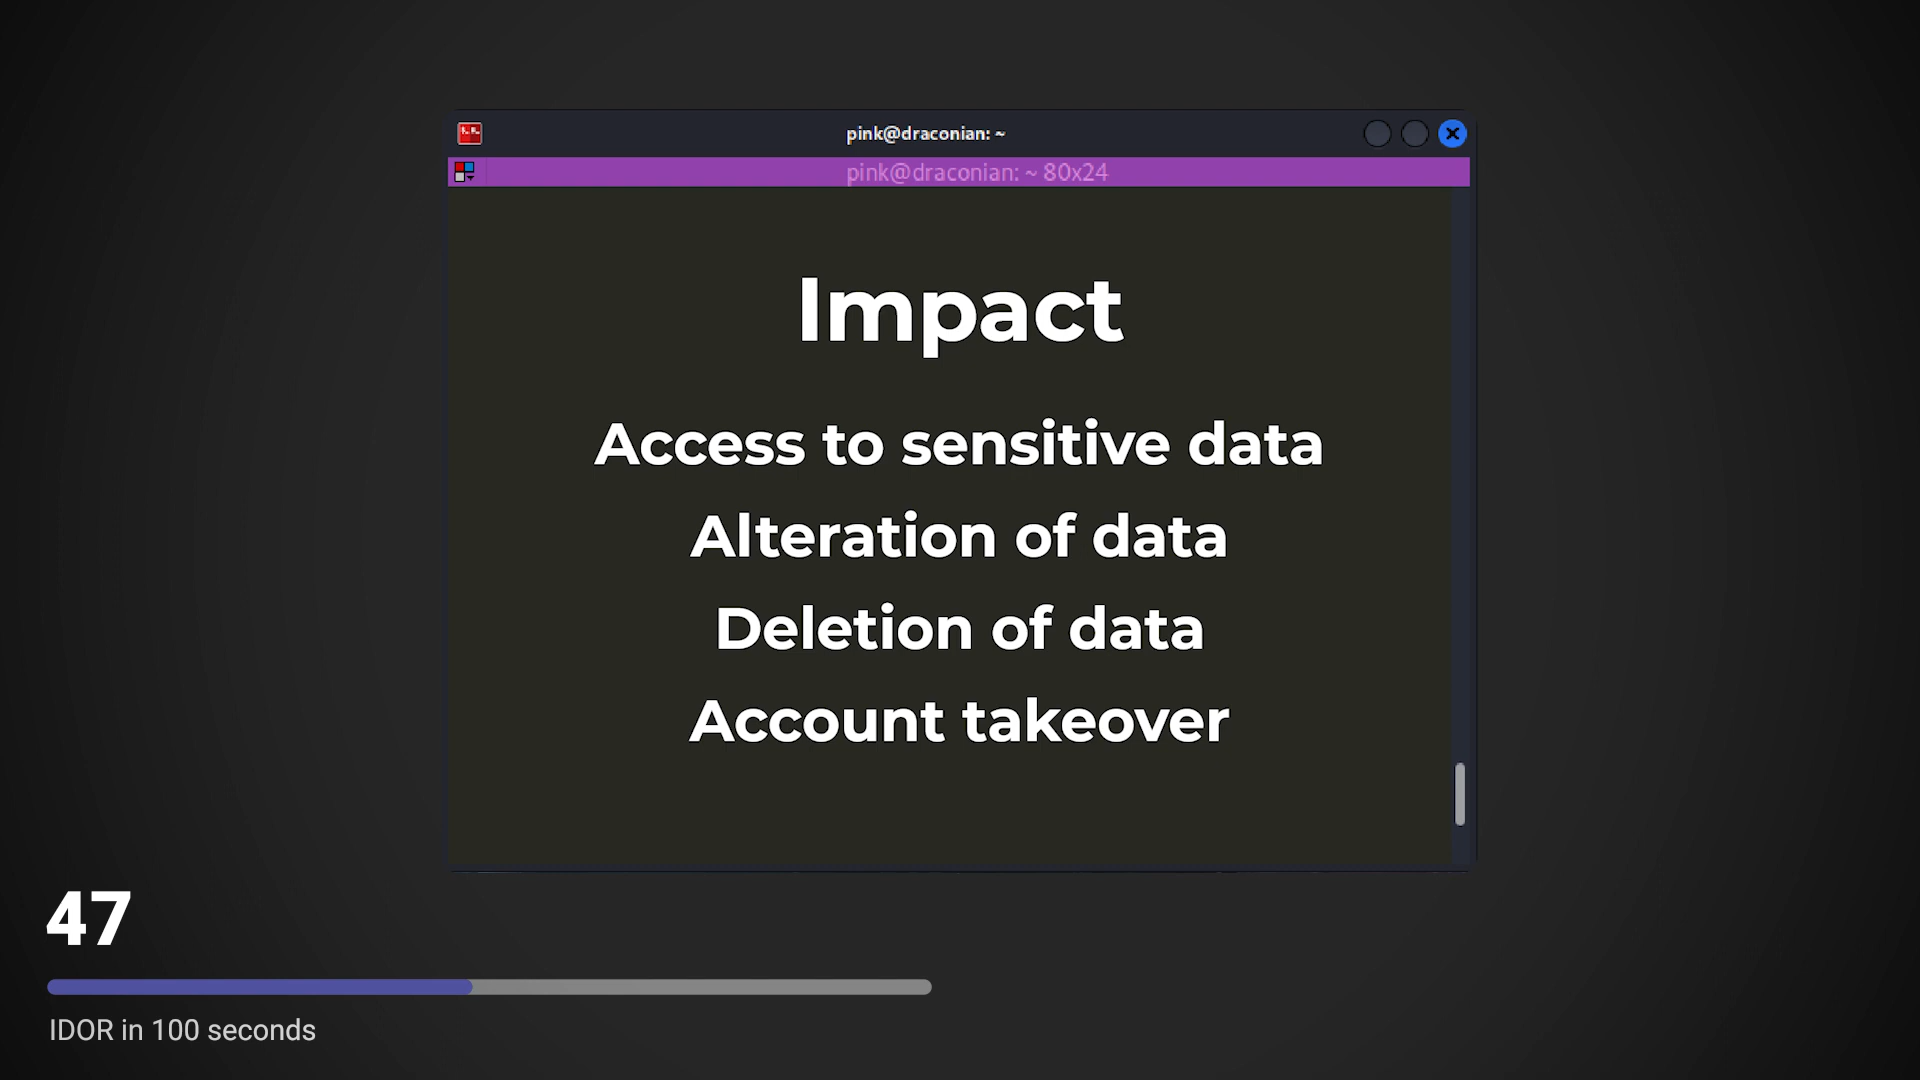 pink@draconian: ~
pink@draconian: ~ 80x24
Impact
Access to sensitive data
Alteration of data
Deletion of data
Account takeover
47
IDOR in 100 seconds